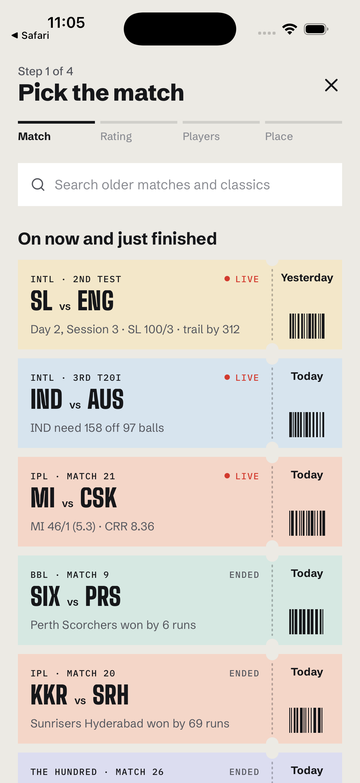 11:05
◀ Safari
Step 1 of 4
Pick the match
Match
Rating
Players
Place
Search older matches and classics
On now and just finished
INTL · 2ND TEST
LIVE
Yesterday
SL vs ENG
Day 2, Session 3 · SL 100/3 · trail by 312
INTL · 3RD T20I
LIVE
Today
IND vs AUS
IND need 158 off 97 balls
IPL · MATCH 21
LIVE
Today
MI vs CSK
MI 46/1 (5.3) · CRR 8.36
BBL · MATCH 9
ENDED
Today
SIX vs PRS
Perth Scorchers won by 6 runs
IPL · MATCH 20
ENDED
Today
KKR vs SRH
Sunrisers Hyderabad won by 69 runs
THE HUNDRED · MATCH 26
ENDED
Today